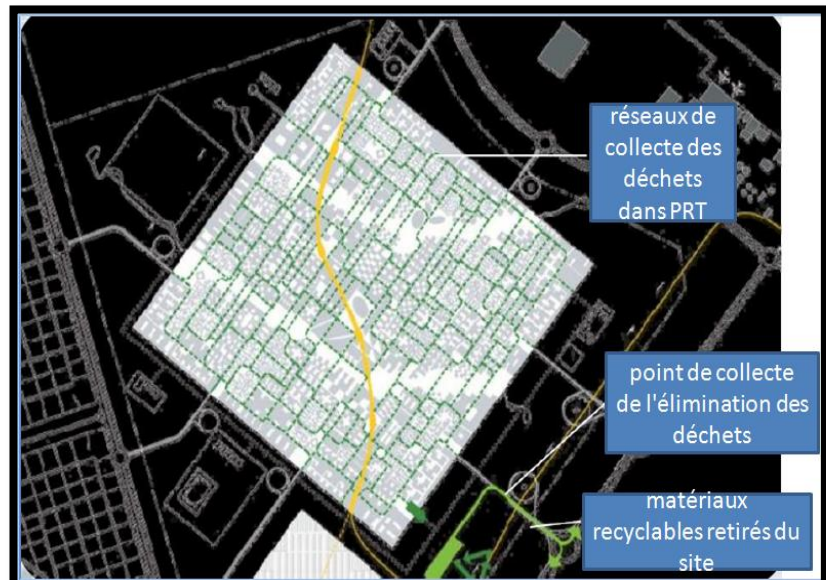 réseaux de
collecte des
déchets
dans PRT
point de collecte
de l'élimination des
déchets
matériaux
recyclables retirés du
site